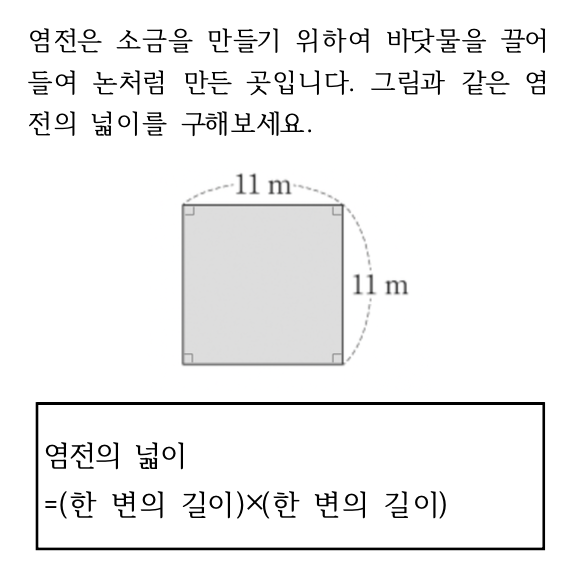 염전은 소금을 만들기 위하여 바닷물을 끌어
들여 논처럼 만든 곳입니다. 그림과 같은 염
전의 넓이를 구해보세요.
11 m
11 m
염전의 넓이
=(한 변의 길이)×(한 변의 길이)